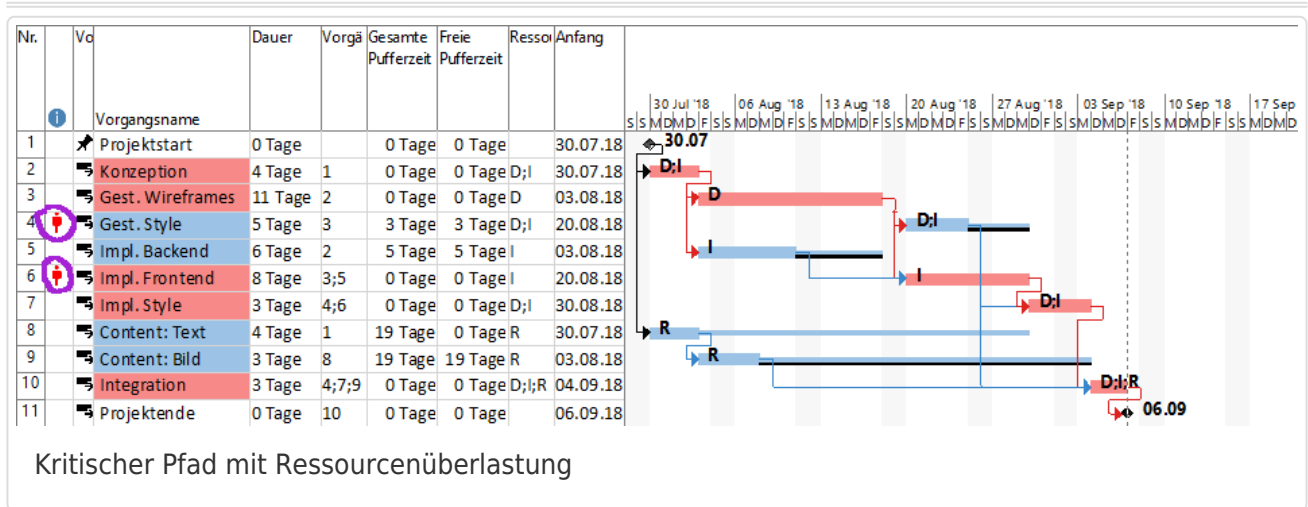 Nr. Vo Dauer Vorgä Gesamte Freie Ressou Anfang
Pufferzeit Pufferzeit
30 Jul '18 06 Aug '18 13 Aug '18 20 Aug '18 27 Aug '18 03 Sep '18 10 Sep '18 17 Sep
i Vorgangsname S S M D M D F S S M D M D F S S M D M D F S S M D M D F S S M D M D F S S M D M D F S S M D M D F S S M D M D
1 Projektstart 0 Tage 0 Tage 0 Tage 30.07.18 30.07
2 Konzeption 4 Tage 1 0 Tage 0 Tage D;I 30.07.18 D;I
3 Gest. Wireframes 11 Tage 2 0 Tage 0 Tage D 03.08.18 D
4 Gest. Style 5 Tage 3 3 Tage 3 Tage D;I 20.08.18 D;I
5 Impl. Backend 6 Tage 2 5 Tage 5 Tage I 03.08.18 I
6 Impl. Frontend 8 Tage 3;5 0 Tage 0 Tage I 20.08.18 I
7 Impl. Style 3 Tage 4;6 0 Tage 0 Tage D;I 30.08.18 D;I
8 Content: Text 4 Tage 1 19 Tage 0 Tage R 30.07.18 R
9 Content: Bild 3 Tage 8 19 Tage 19 Tage R 03.08.18 R
10 Integration 3 Tage 4;7;9 0 Tage 0 Tage D;I;R 04.09.18 D;I;R
11 Projektende 0 Tage 10 0 Tage 0 Tage 06.09.18 06.09
Kritischer Pfad mit Ressourcenüberlastung